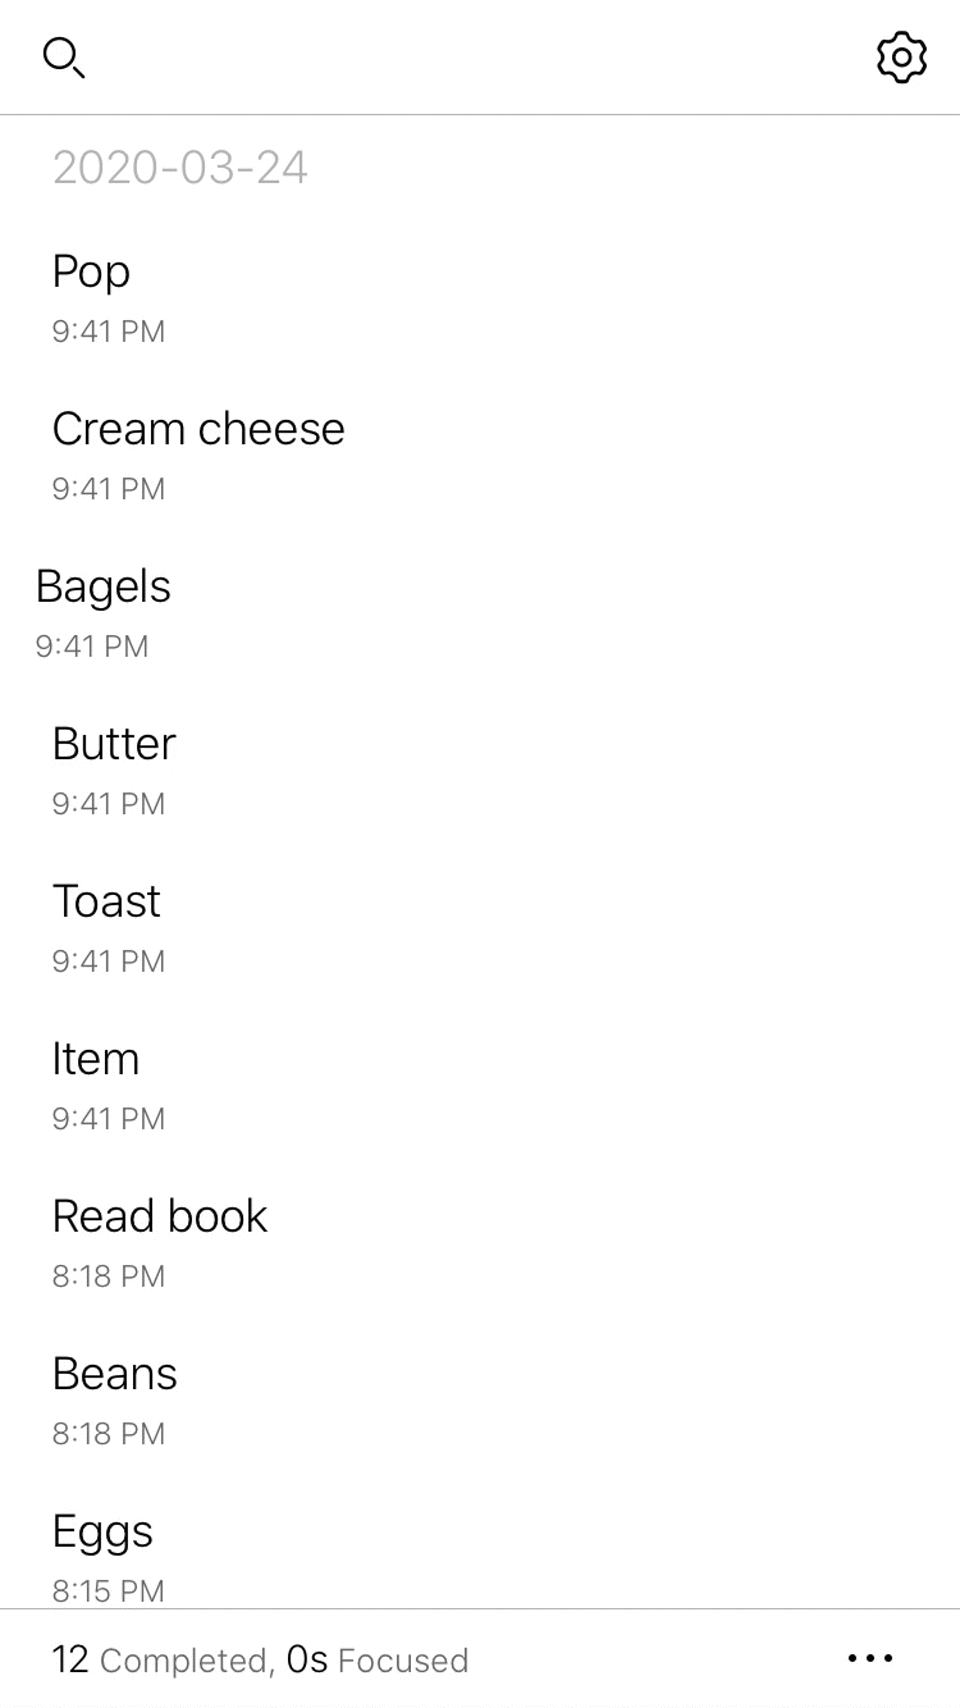 2020-03-24
Pop
9:41 PM
Cream cheese
9:41 PM
Bagels
9:41 PM
Butter
9:41 PM
Toast
9:41 PM
Item
9:41 PM
Read book
8:18 PM
Beans
8:18 PM
Eggs
8:15 PM
12 Completed, 0s Focused